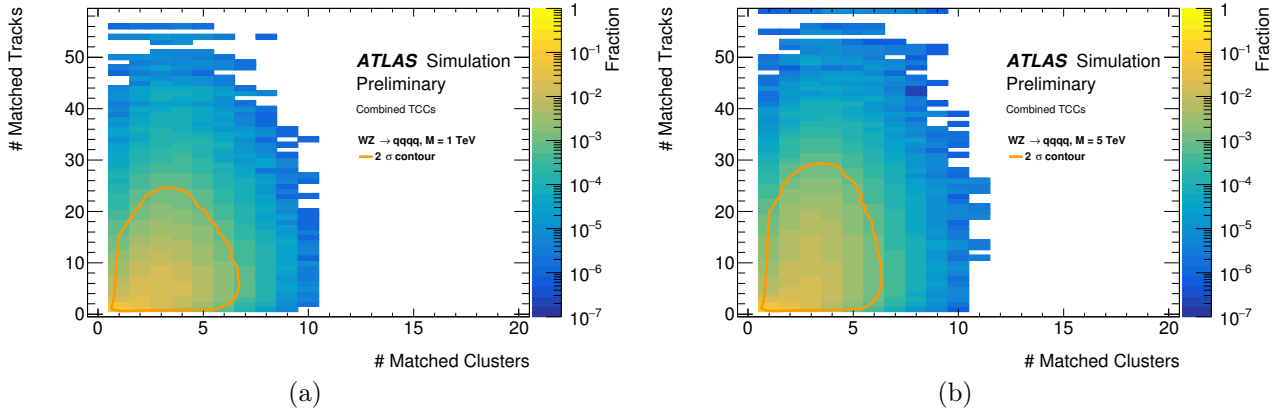 # Matched Tracks
50
40
30
20
10
0
0 5 10 15 20
# Matched Clusters
ATLAS Simulation
Preliminary
Combined TCCs
WZ → qqqq, M = 1 TeV
2 σ contour
Fraction
1
10⁻¹
10⁻²
10⁻³
10⁻⁴
10⁻⁵
10⁻⁶
10⁻⁷
(a)
# Matched Tracks
50
40
30
20
10
0
0 5 10 15 20
# Matched Clusters
ATLAS Simulation
Preliminary
Combined TCCs
WZ → qqqq, M = 5 TeV
2 σ contour
Fraction
1
10⁻¹
10⁻²
10⁻³
10⁻⁴
10⁻⁵
10⁻⁶
10⁻⁷
(b)